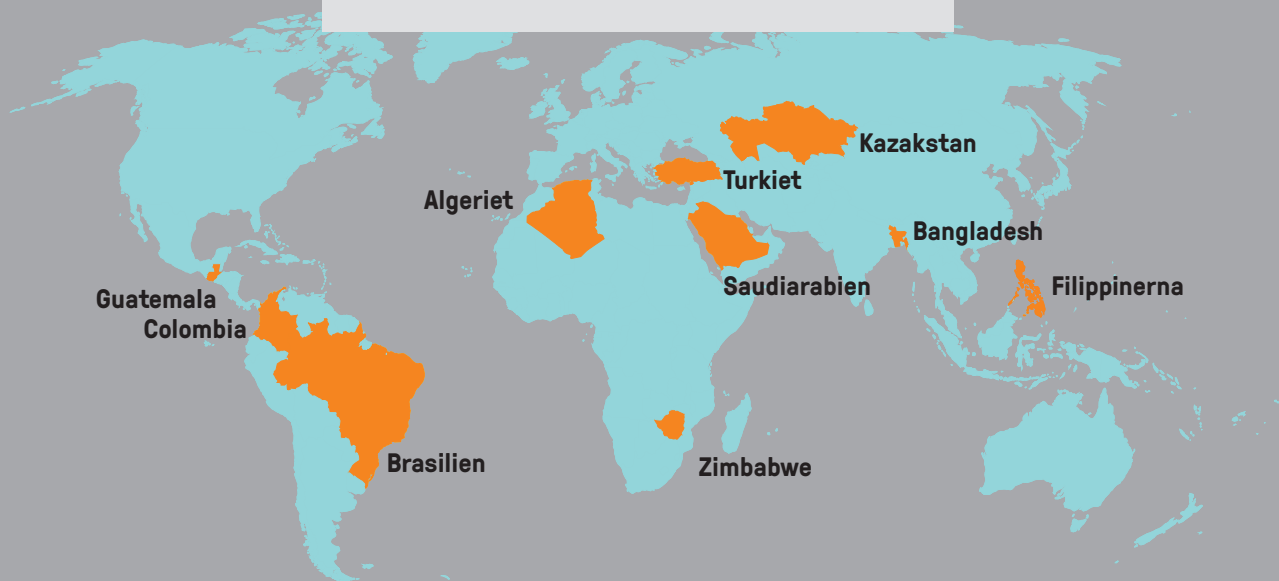 Kazakstan
Turkiet
Algeriet
Bangladesh
Saudiarabien
Filippinerna
Guatemala
Colombia
Brasilien
Zimbabwe